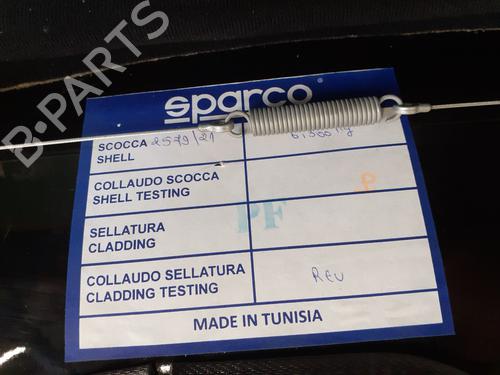 B-PARTS
sparco
SCOCCA 2579/21
SHELL
COLLAUDO SCOCCA
SHELL TESTING
P
PF
SELLATURA
CLADDING
COLLAUDO SELLATURA
CLADDING TESTING
REV
MADE IN TUNISIA